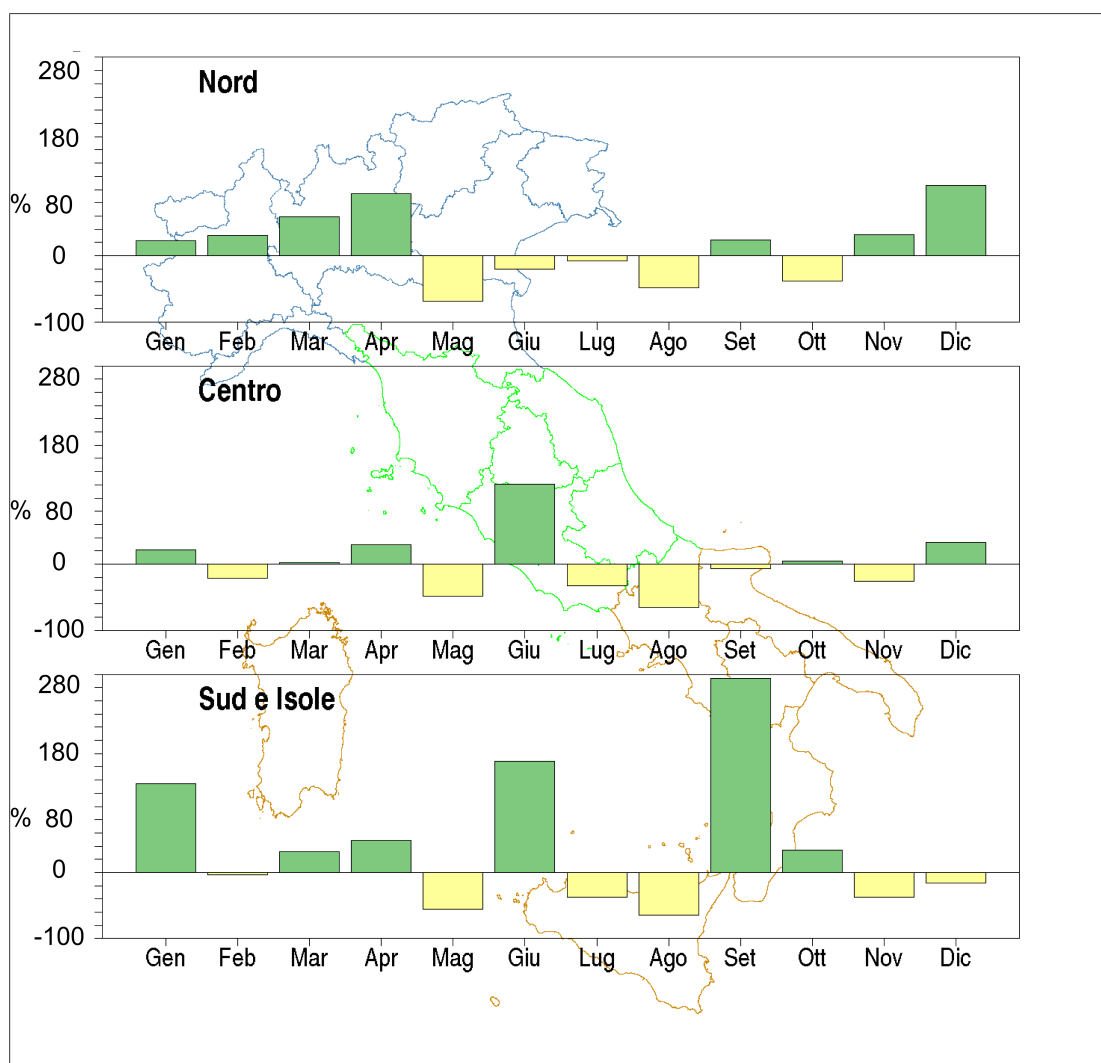 Nord
280
180
% 80
0
-100
Gen Feb Mar Apr Mag Giu Lug Ago Set Ott Nov Dic
Centro
280
180
% 80
0
-100
Gen Feb Mar Apr Mag Giu Lug Ago Set Ott Nov Dic
Sud e Isole
280
180
% 80
0
-100
Gen Feb Mar Apr Mag Giu Lug Ago Set Ott Nov Dic